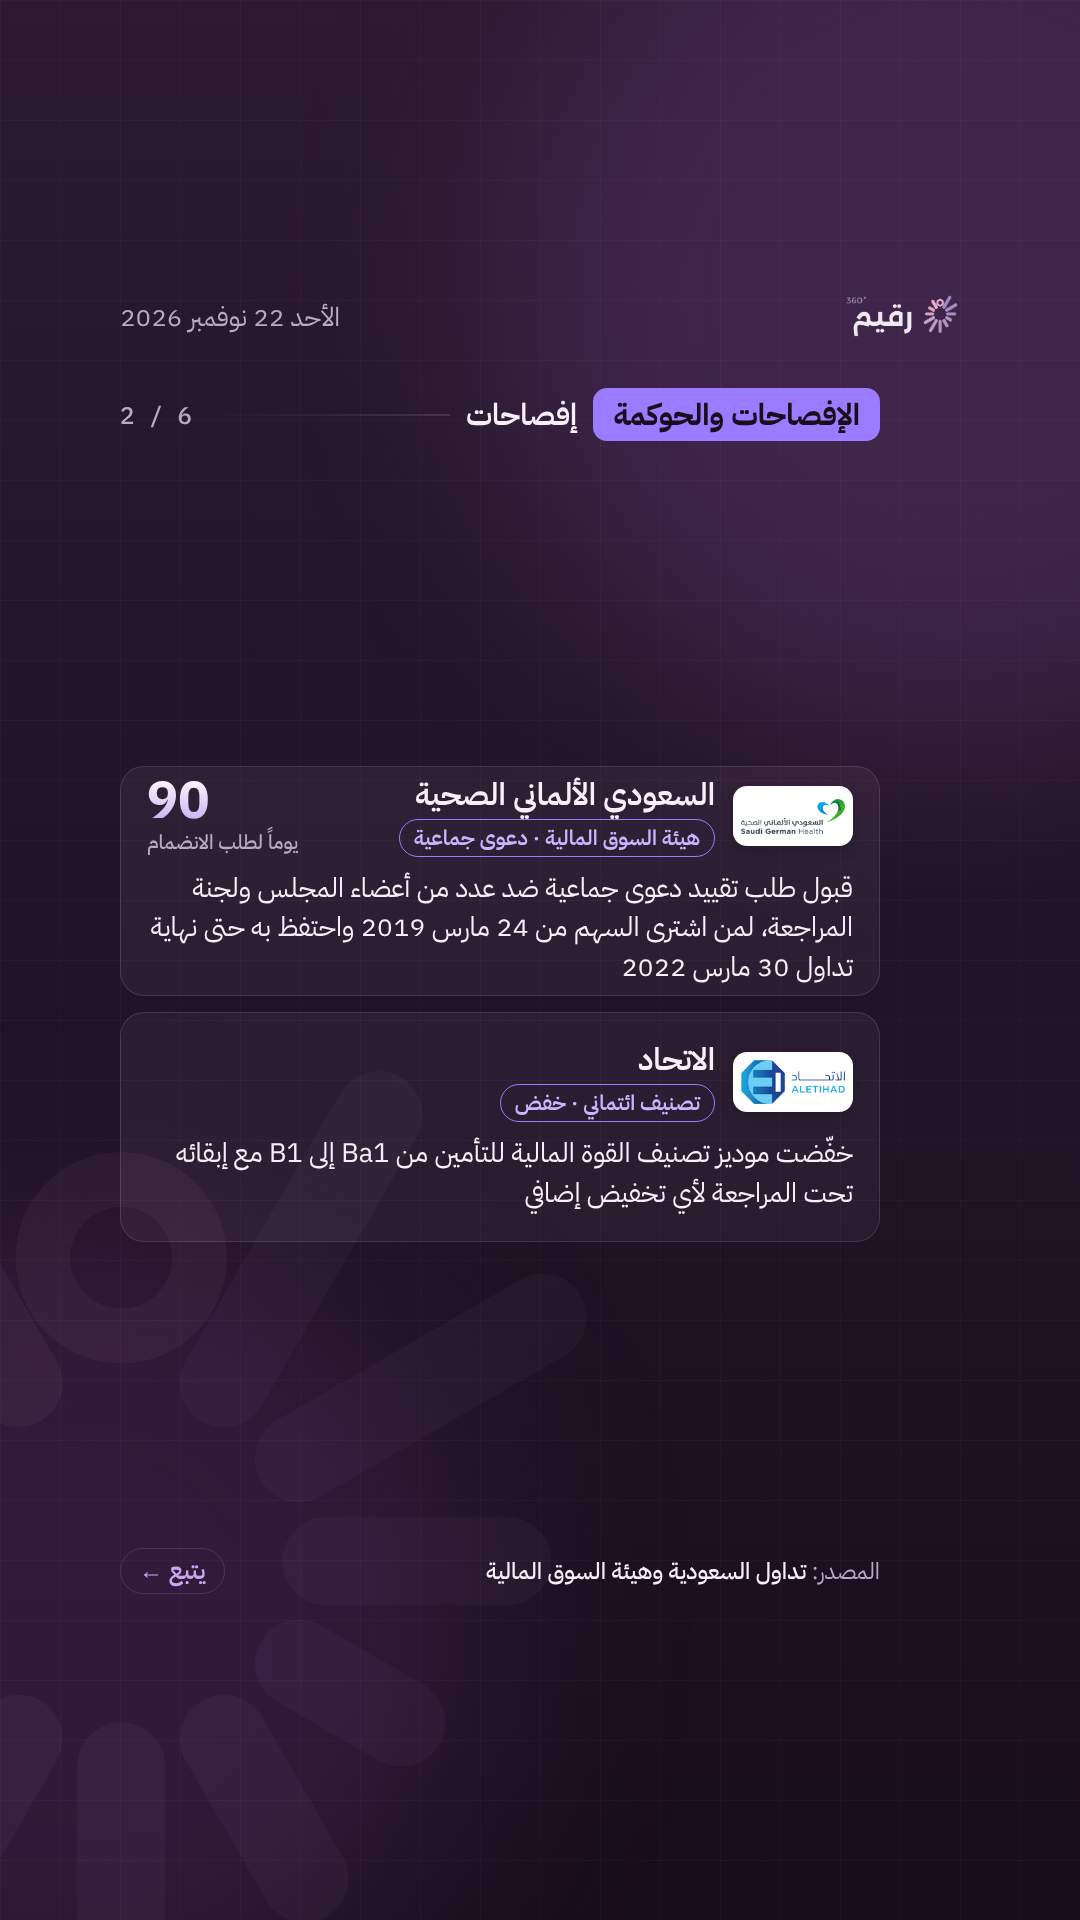 رقيم 360°
الأحد 22 نوفمبر 2026
الإفصاحات والحوكمة
إفصاحات
2 / 6
السعودي الألماني الصحية
Saudi German Health
السعودي الألماني الصحية
هيئة السوق المالية · دعوى جماعية
90
يوماً لطلب الانضمام
قبول طلب تقييد دعوى جماعية ضد عدد من أعضاء المجلس ولجنة
المراجعة، لمن اشترى السهم من 24 مارس 2019 واحتفظ به حتى نهاية
تداول 30 مارس 2022
الاتحاد
ALETIHAD
الاتحاد
تصنيف ائتماني · خفض
خفّضت موديز تصنيف القوة المالية للتأمين من Ba1 إلى B1 مع إبقائه
تحت المراجعة لأي تخفيض إضافي
المصدر: تداول السعودية وهيئة السوق المالية
يتبع ←